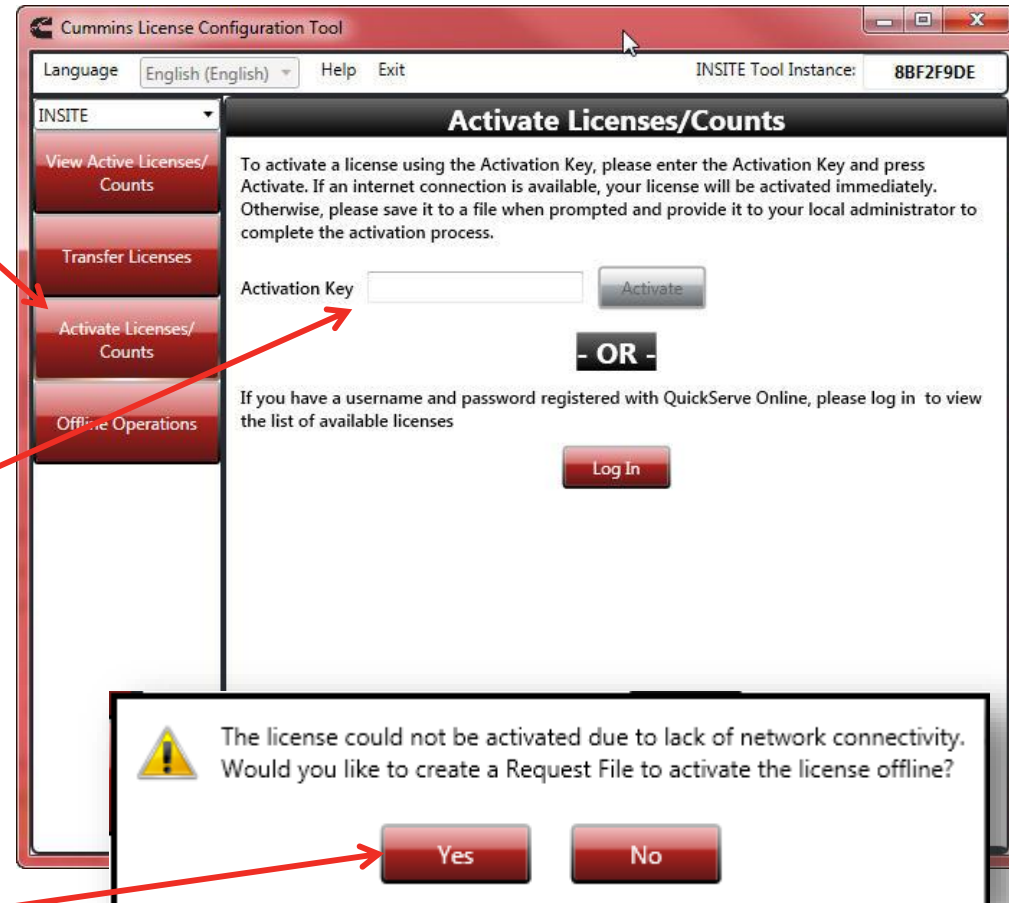 Cummins License Configuration Tool
Language English (English) Help Exit INSITE Tool Instance: 8BF2F9DE
INSITE
Activate Licenses/Counts
View Active Licenses/
Counts
Transfer Licenses
Activate Licenses/
Counts
Offline Operations
To activate a license using the Activation Key, please enter the Activation Key and press
Activate. If an internet connection is available, your license will be activated immediately.
Otherwise, please save it to a file when prompted and provide it to your local administrator to
complete the activation process.
Activation Key Activate
- OR -
If you have a username and password registered with QuickServe Online, please log in to view
the list of available licenses
Log In
The license could not be activated due to lack of network connectivity.
Would you like to create a Request File to activate the license offline?
Yes No